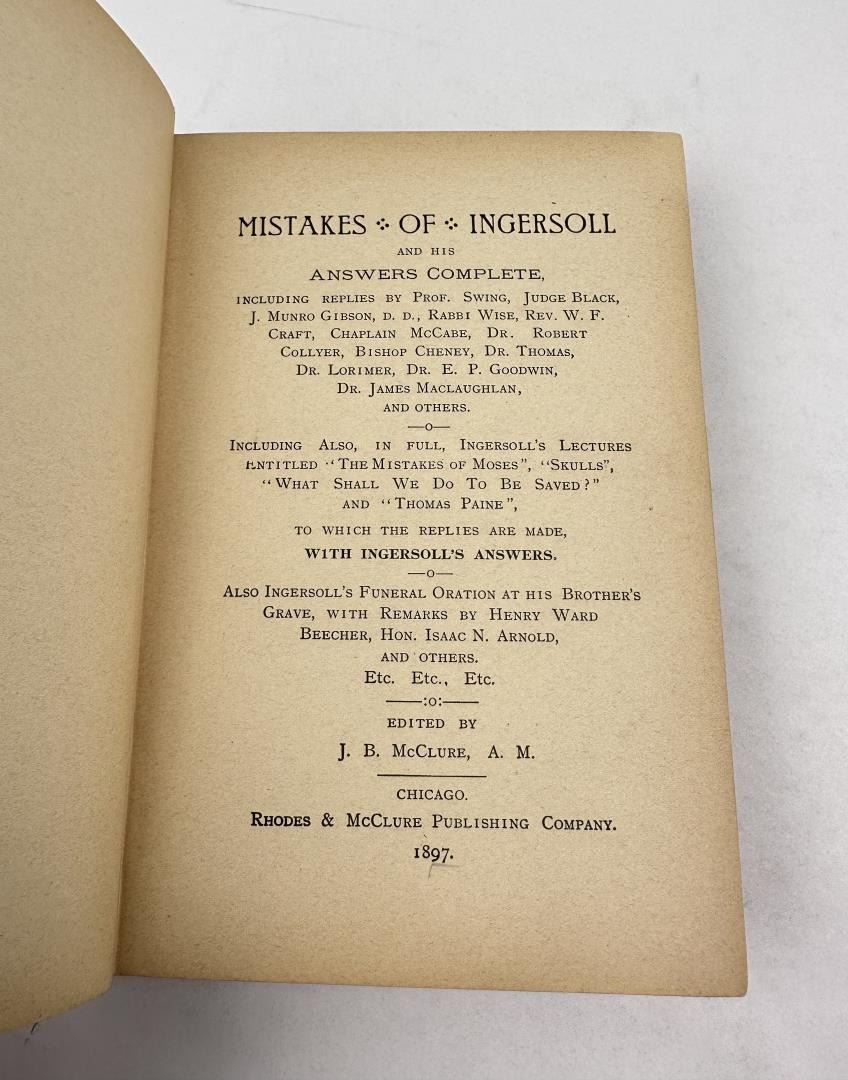 MISTAKES OF INGERSOLL
AND HIS
ANSWERS COMPLETE,
INCLUDING REPLIES BY PROF. SWING, JUDGE BLACK,
J. MUNRO GIBSON, D. D., RABBI WISE, REV. W. F.
CRAFT, CHAPLAIN MCCABE, DR. ROBERT
COLLYER, BISHOP CHENEY, DR. THOMAS,
DR. LORIMER, DR. E. P. GOODWIN,
DR. JAMES MACLAUGHLAN,
AND OTHERS.
—o—
INCLUDING ALSO, IN FULL, INGERSOLL'S LECTURES
ENTITLED "THE MISTAKES OF MOSES", "SKULLS",
"WHAT SHALL WE DO TO BE SAVED?"
AND "THOMAS PAINE",
TO WHICH THE REPLIES ARE MADE,
WITH INGERSOLL'S ANSWERS.
—o—
ALSO INGERSOLL'S FUNERAL ORATION AT HIS BROTHER'S
GRAVE, WITH REMARKS BY HENRY WARD
BEECHER, HON. ISAAC N. ARNOLD,
AND OTHERS.
Etc. Etc., Etc.
——:o:——
EDITED BY
J. B. McCLURE, A. M.
CHICAGO.
RHODES & McCLURE PUBLISHING COMPANY.
1897.